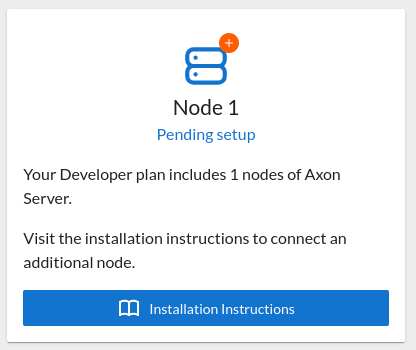 Node 1
Pending setup
Your Developer plan includes 1 nodes of Axon
Server.
Visit the installation instructions to connect an
additional node.
Installation Instructions